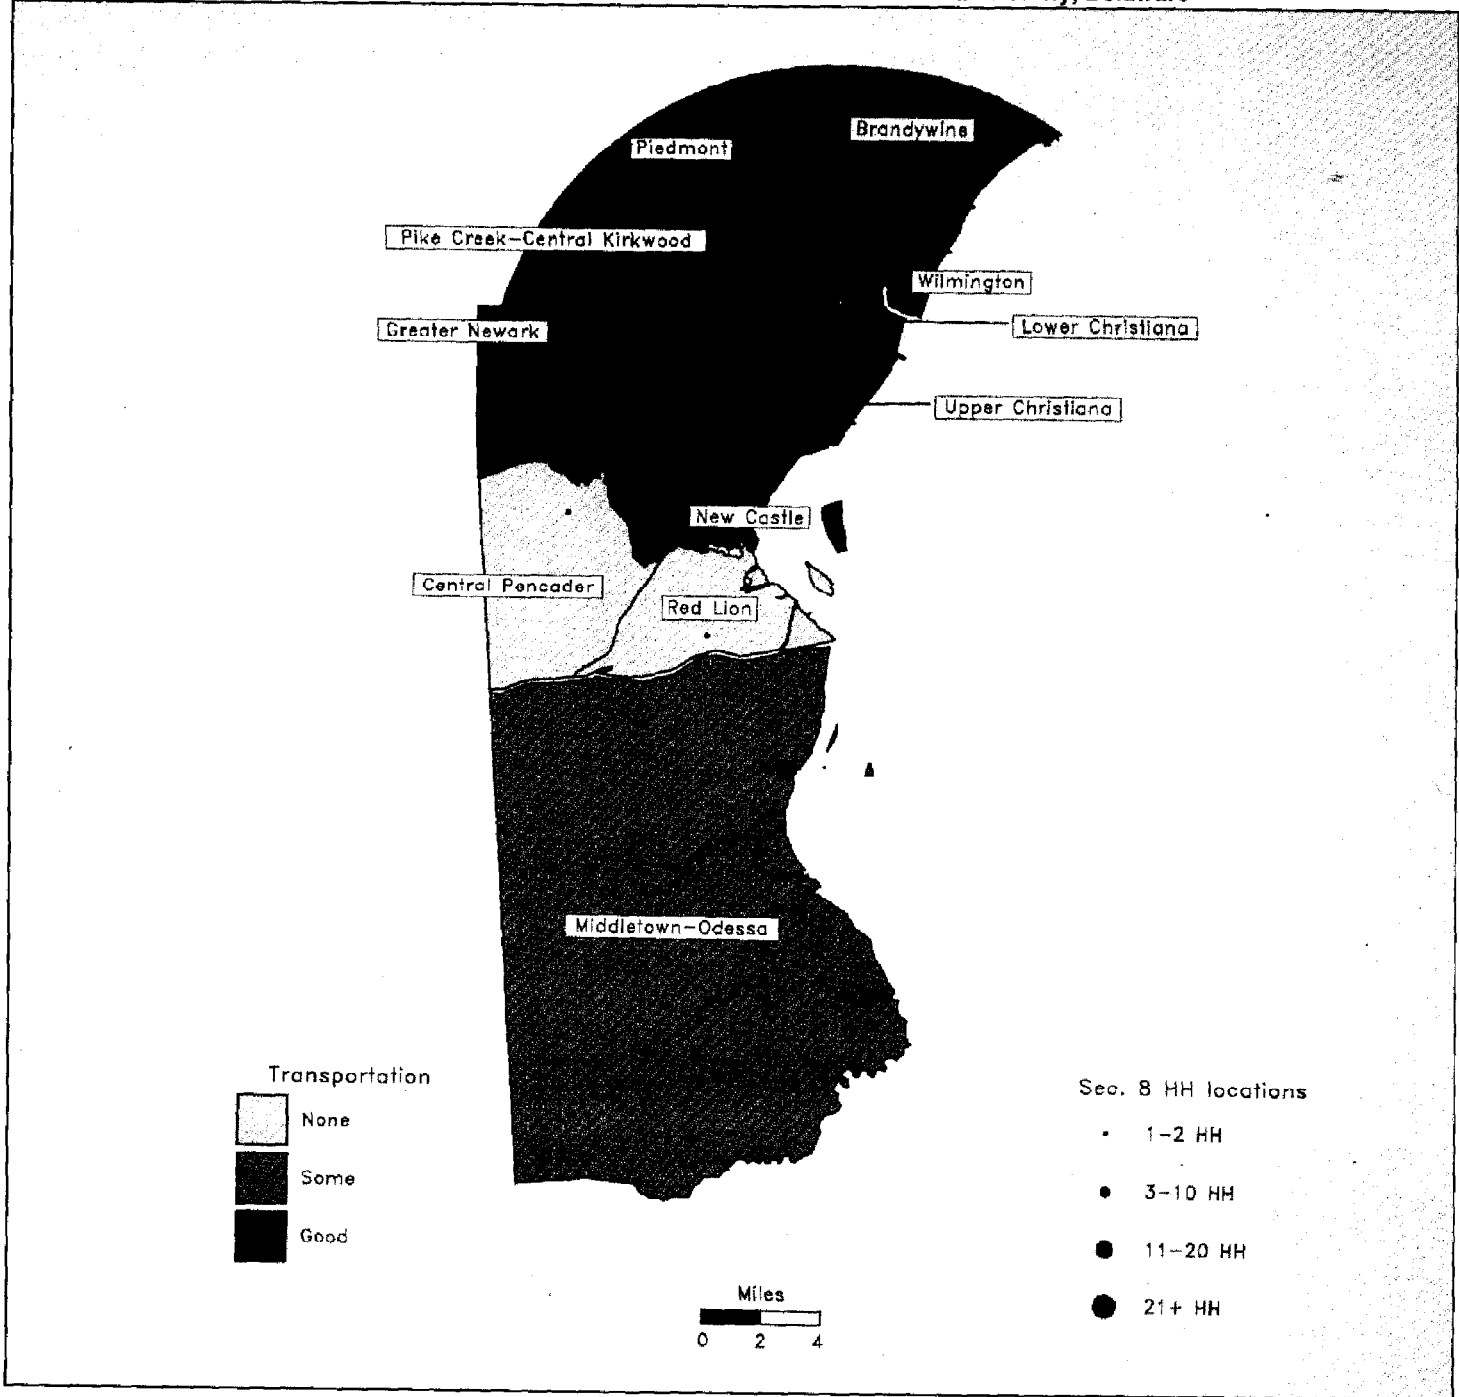 Delaware
Brandywine
Piedmont
Pike Creek–Central Kirkwood
Wilmington
Greater Newark
Lower Christiana
Upper Christiana
New Castle
Central Pencader
Red Lion
Middletown–Odessa
Transportation
None
Some
Good
Sec. 8 HH locations
1–2 HH
3–10 HH
11–20 HH
21+ HH
Miles
0 2 4